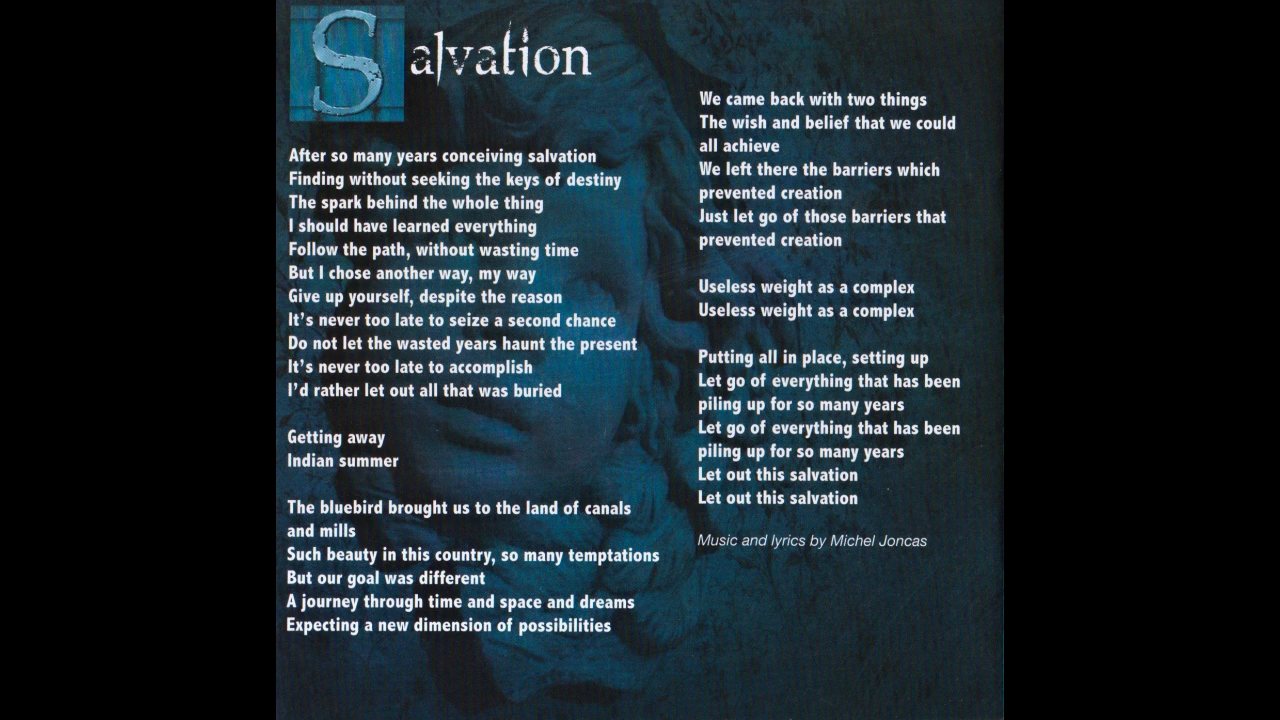 Salvation
After so many years conceiving salvation
Finding without seeking the keys of destiny
The spark behind the whole thing
I should have learned everything
Follow the path, without wasting time
But I chose another way, my way
Give up yourself, despite the reason
It's never too late to seize a second chance
Do not let the wasted years haunt the present
It's never too late to accomplish
I'd rather let out all that was buried
Getting away
Indian summer
The bluebird brought us to the land of canals
and mills
Such beauty in this country, so many temptations
But our goal was different
A journey through time and space and dreams
Expecting a new dimension of possibilities
We came back with two things
The wish and belief that we could
all achieve
We left there the barriers which
prevented creation
Just let go of those barriers that
prevented creation
Useless weight as a complex
Useless weight as a complex
Putting all in place, setting up
Let go of everything that has been
piling up for so many years
Let go of everything that has been
piling up for so many years
Let out this salvation
Let out this salvation
Music and lyrics by Michel Joncas